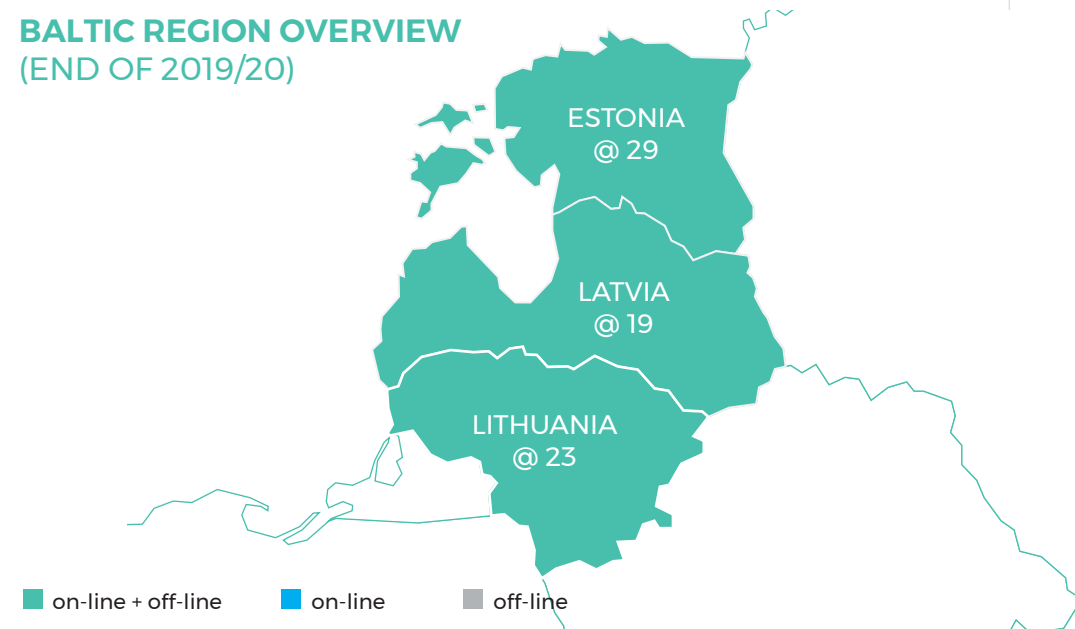 BALTIC REGION OVERVIEW
(END OF 2019/20)
ESTONIA
@ 29
LATVIA
@ 19
LITHUANIA
@ 23
on-line + off-line
on-line
off-line